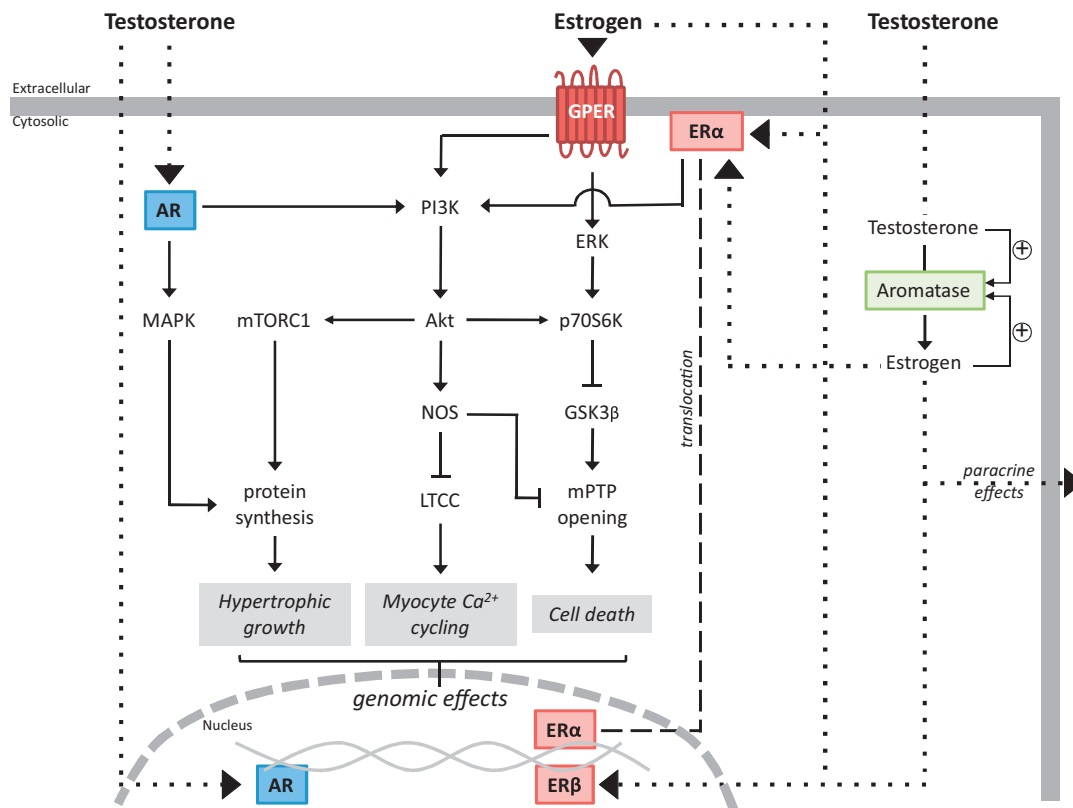 Testosterone
Estrogen
Testosterone
Extracellular
Cytosolic
GPER
ERα
AR
PI3K
ERK
Testosterone
+
Aromatase
+
Estrogen
MAPK
mTORC1
Akt
p70S6K
translocation
NOS
GSK3β
paracrine
effects
protein
synthesis
LTCC
mPTP
opening
Hypertrophic
growth
Myocyte Ca²⁺
cycling
Cell death
genomic effects
Nucleus
ERα
AR
ERβ